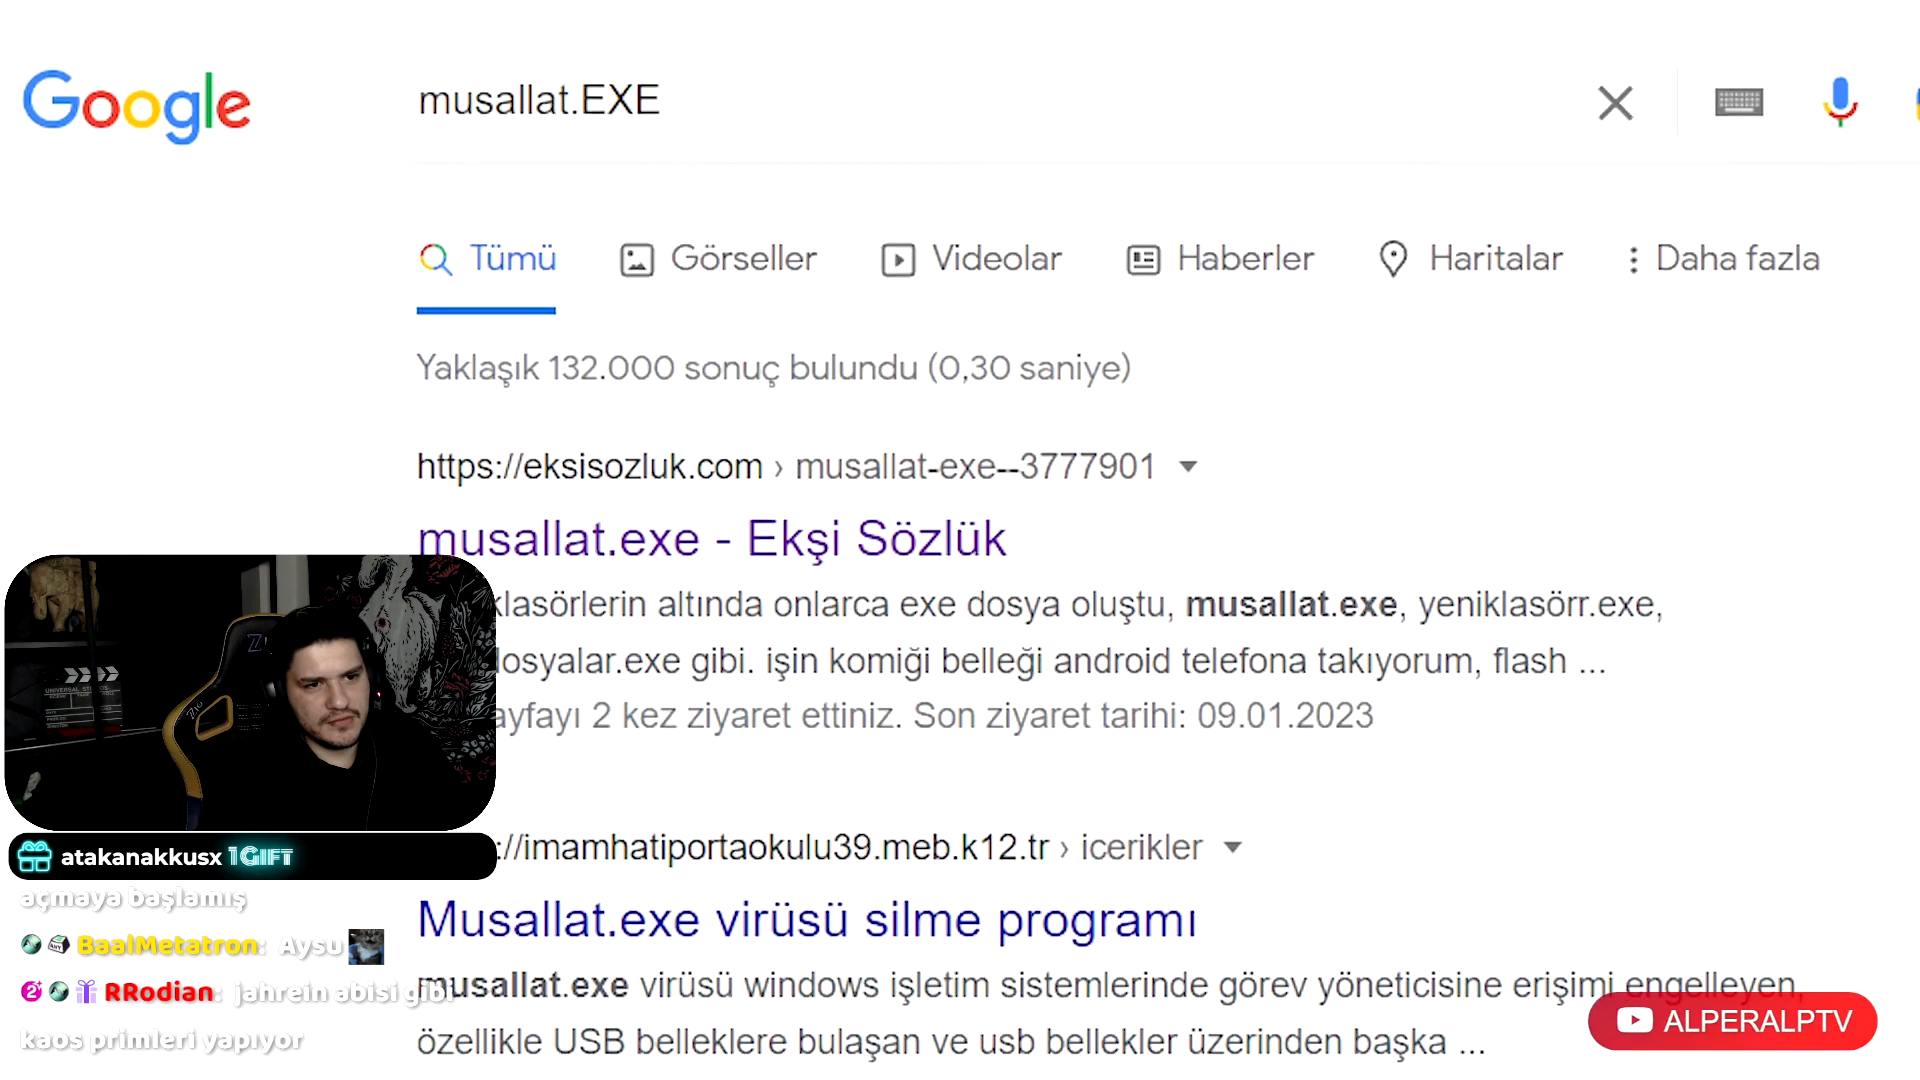 Google
musallat.EXE
Tümü
Görseller
Videolar
Haberler
Haritalar
Daha fazla
Yaklaşık 132.000 sonuç bulundu (0,30 saniye)
https://eksisozluk.com › musallat-exe--3777901
musallat.exe - Ekşi Sözlük
klasörlerin altında onlarca exe dosya oluştu, musallat.exe, yeniklasörr.exe,
dosyalar.exe gibi. işin komiği belleği android telefona takıyorum, flash ...
ayfayı 2 kez ziyaret ettiniz. Son ziyaret tarihi: 09.01.2023
://imamhatiportaokulu39.meb.k12.tr › icerikler
Musallat.exe virüsü silme programı
musallat.exe virüsü windows işletim sistemlerinde görev yöneticisine erişimi engelleyen,
özellikle USB belleklere bulaşan ve usb bellekler üzerinden başka ...
UNIVERSAL
atakanakkusx 1GIFT
açmaya başlamış
BaalMetatron: Aysu
RRodian: jahrein abisi gibi
kaos primleri yapıyor
ALPERALPTV